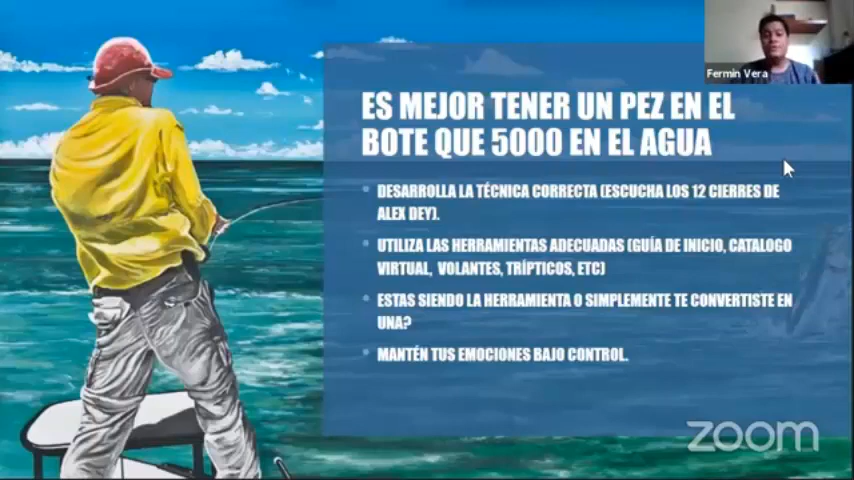 Fermin Vera
ES MEJOR TENER UN PEZ EN EL
BOTE QUE 5000 EN EL AGUA
DESARROLLA LA TÉCNICA CORRECTA (ESCUCHA LOS 12 CIERRES DE
ALEX DEY).
UTILIZA LAS HERRAMIENTAS ADECUADAS (GUÍA DE INICIO, CATALOGO
VIRTUAL, VOLANTES, TRÍPTICOS, ETC)
ESTAS SIENDO LA HERRAMIENTA O SIMPLEMENTE TE CONVERTISTE EN
UNA?
MANTÉN TUS EMOCIONES BAJO CONTROL.
zoom